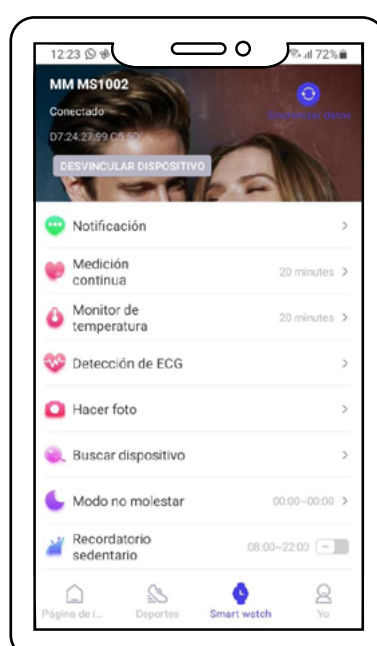 12:23
72%
MM MS1002
Conectado
Sincronizar datos
D7:24:27:99:C5:5D
DESVINCULAR DISPOSITIVO
Notificación
Medición
continua
20 minutes
Monitor de
temperatura
20 minutes
Detección de ECG
Hacer foto
Buscar dispositivo
Modo no molestar
00:00~00:00
Recordatorio
sedentario
08:00~22:00
Página de i...
Deportes
Smart watch
Yo